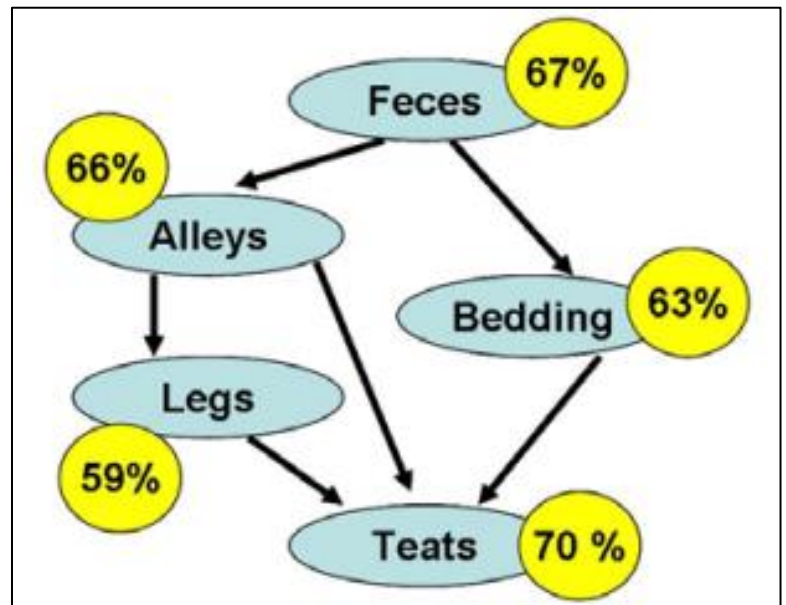 67%
Feces
66%
Alleys
Bedding
63%
Legs
59%
Teats
70 %